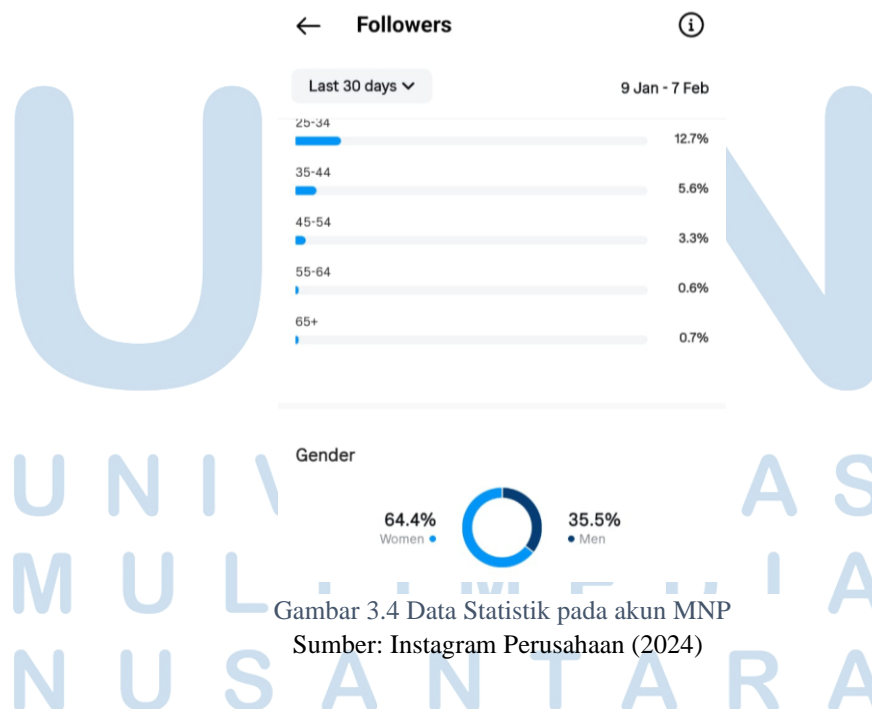 Followers
Last 30 days
9 Jan - 7 Feb
25-34
12.7%
35-44
5.6%
45-54
3.3%
55-64
0.6%
65+
0.7%
Gender
64.4%
Women
35.5%
Men
Gambar 3.4 Data Statistik pada akun MNP
Sumber: Instagram Perusahaan (2024)
U N
U N I V A S
M U L T I M E D I A
N U S A N T A R A